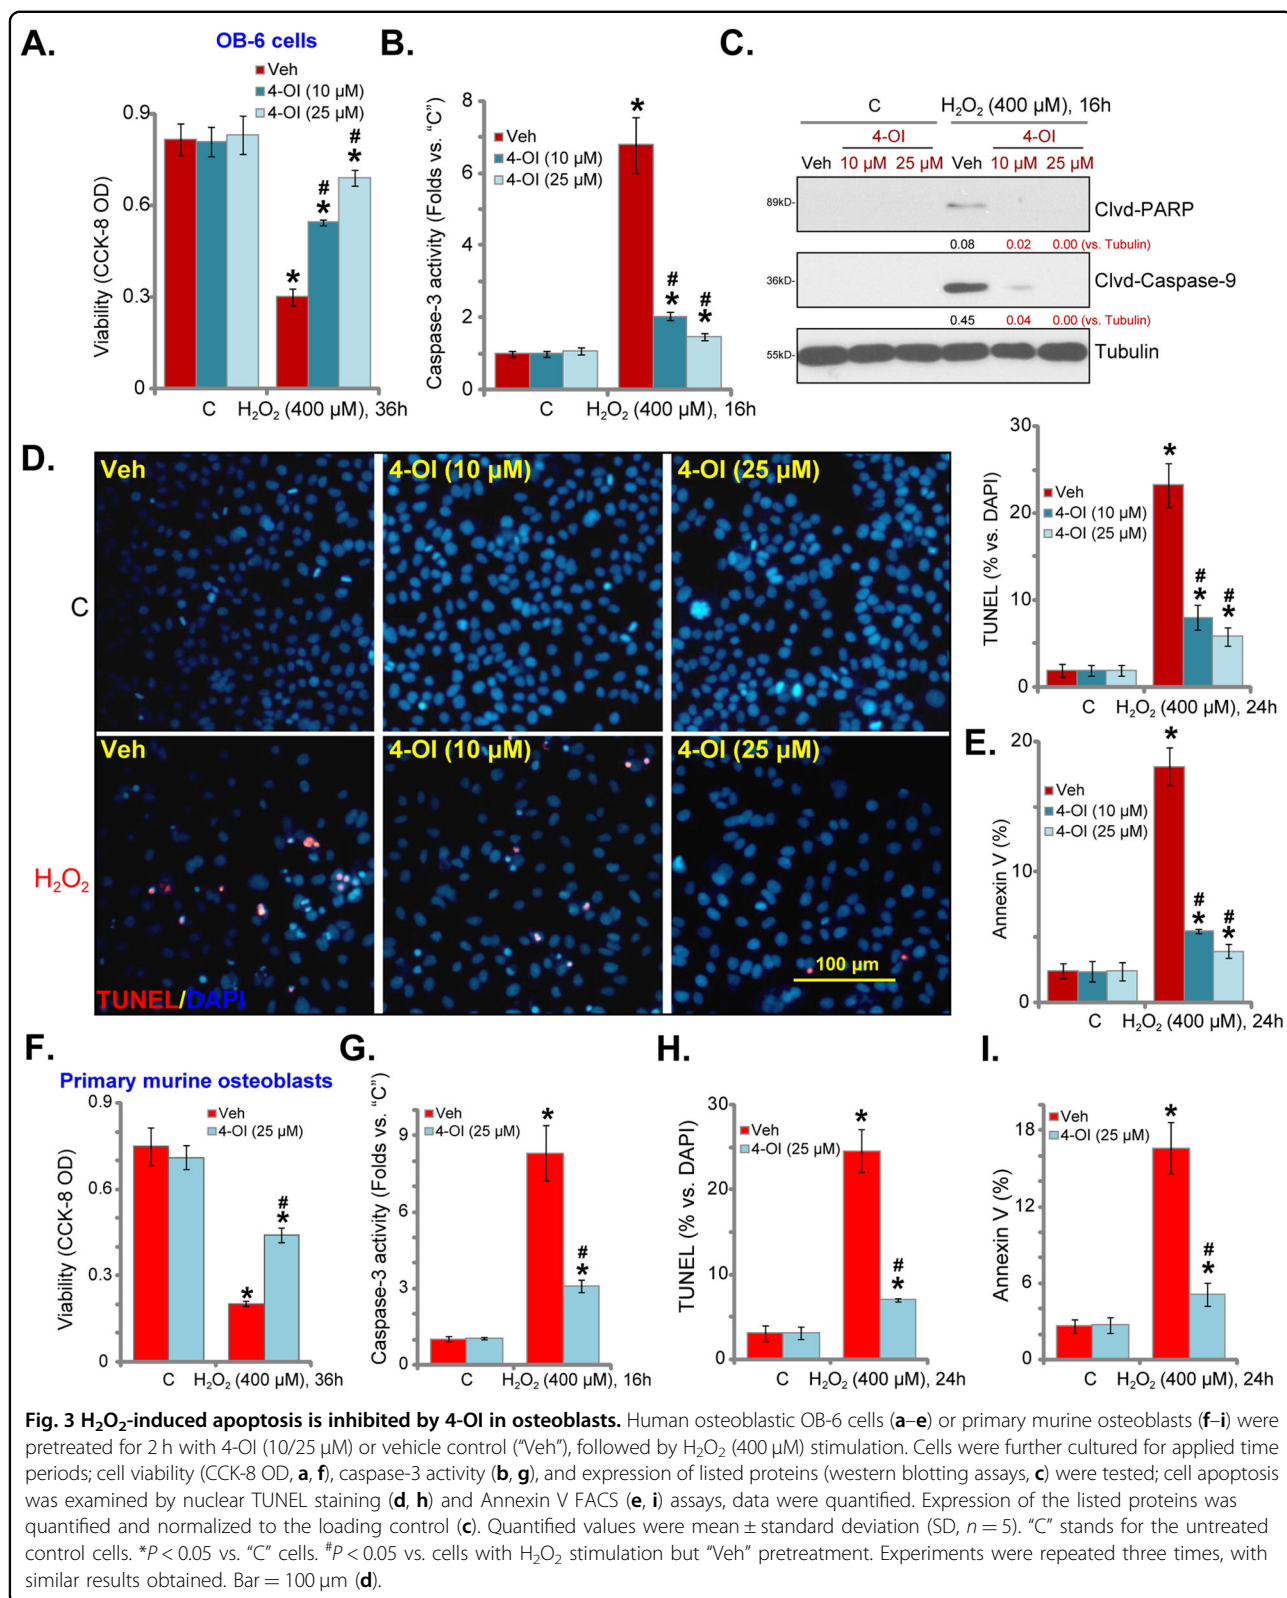 A.
OB-6 cells
Veh
4-OI (10 µM)
4-OI (25 µM)
Viability (CCK-8 OD)
0.9
0.6
0.3
0
#
*
#
*
*
C
H₂O₂ (400 µM), 36h
B.
Caspase-3 activity (Folds vs. “C”)
8
6
4
2
0
Veh
4-OI (10 µM)
4-OI (25 µM)
*
#
*
#
*
C
H₂O₂ (400 µM), 16h
C.
C
H₂O₂ (400 µM), 16h
4-OI
4-OI
Veh 10 µM 25 µM Veh 10 µM 25 µM
89kD-
Clvd-PARP
0.08 0.02 0.00 (vs. Tubulin)
36kD-
Clvd-Caspase-9
0.45 0.04 0.00 (vs. Tubulin)
55kD-
Tubulin
D.
Veh
4-OI (10 µM)
4-OI (25 µM)
C
Veh
4-OI (10 µM)
4-OI (25 µM)
H₂O₂
100 µm
TUNEL/DAPI
TUNEL (% vs. DAPI)
30
20
10
0
Veh
4-OI (10 µM)
4-OI (25 µM)
*
#
*
#
*
C
H₂O₂ (400 µM), 24h
E.
Annexin V (%)
20
10
0
Veh
4-OI (10 µM)
4-OI (25 µM)
*
#
*
#
*
C
H₂O₂ (400 µM), 24h
F.
Primary murine osteoblasts
Viability (CCK-8 OD)
0.9
0.6
0.3
0
Veh
4-OI (25 µM)
*
#
*
C
H₂O₂ (400 µM), 36h
G.
Caspase-3 activity (Folds vs. “C”)
9
6
3
0
Veh
4-OI (25 µM)
*
#
*
C
H₂O₂ (400 µM), 16h
H.
TUNEL (% vs. DAPI)
30
20
10
0
Veh
4-OI (25 µM)
*
#
*
C
H₂O₂ (400 µM), 24h
I.
Annexin V (%)
18
12
6
0
Veh
4-OI (25 µM)
*
#
*
C
H₂O₂ (400 µM), 24h
Fig. 3 H₂O₂-induced apoptosis is inhibited by 4-OI in osteoblasts. Human osteoblastic OB-6 cells (a–e) or primary murine osteoblasts (f–i) were
pretreated for 2 h with 4-OI (10/25 µM) or vehicle control (“Veh”), followed by H₂O₂ (400 µM) stimulation. Cells were further cultured for applied time
periods; cell viability (CCK-8 OD, a, f), caspase-3 activity (b, g), and expression of listed proteins (western blotting assays, c) were tested; cell apoptosis
was examined by nuclear TUNEL staining (d, h) and Annexin V FACS (e, i) assays, data were quantified. Expression of the listed proteins was
quantified and normalized to the loading control (c). Quantified values were mean ± standard deviation (SD, n = 5). “C” stands for the untreated
control cells. *P < 0.05 vs. “C” cells. #P < 0.05 vs. cells with H₂O₂ stimulation but “Veh” pretreatment. Experiments were repeated three times, with
similar results obtained. Bar = 100 µm (d).